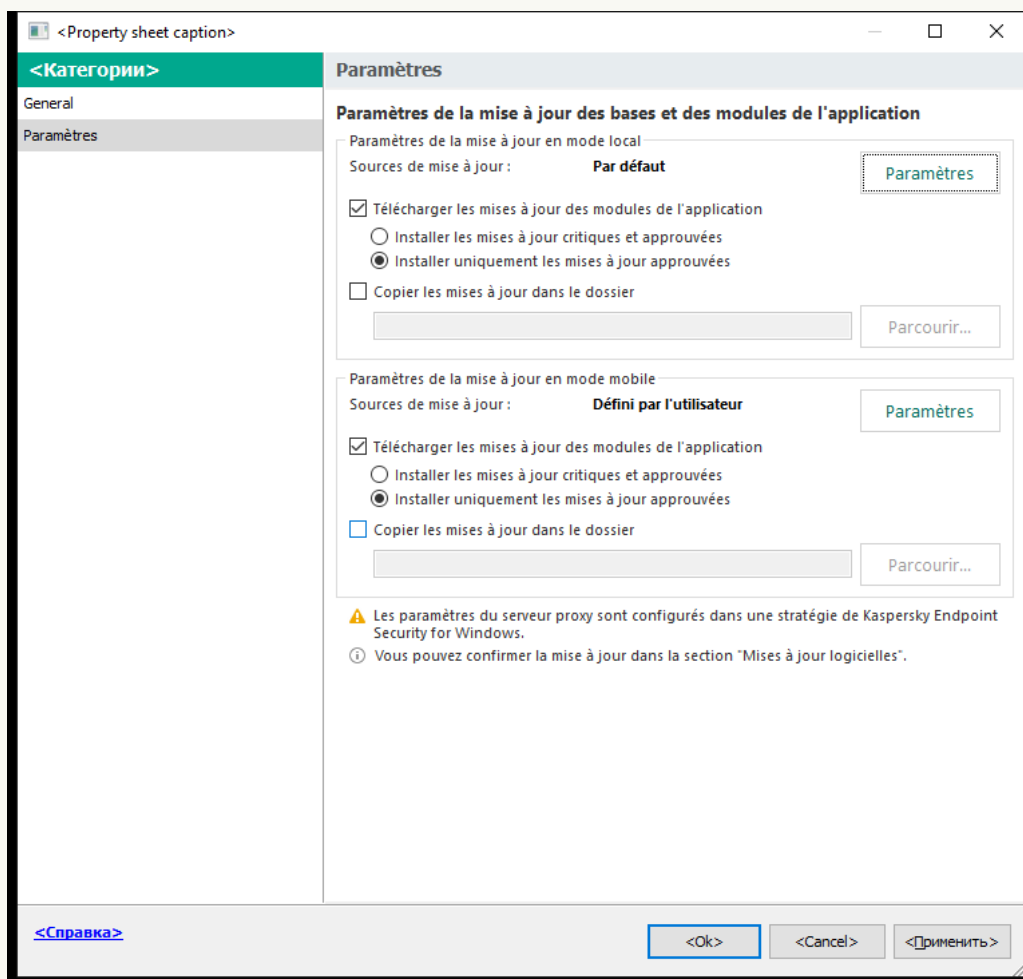 <Property sheet caption>
<Категории>
General
Paramètres
Paramètres
Paramètres de la mise à jour des bases et des modules de l'application
Paramètres de la mise à jour en mode local
Sources de mise à jour : Par défaut Paramètres
Télécharger les mises à jour des modules de l'application
Installer les mises à jour critiques et approuvées
Installer uniquement les mises à jour approuvées
Copier les mises à jour dans le dossier
Parcourir...
Paramètres de la mise à jour en mode mobile
Sources de mise à jour : Défini par l'utilisateur Paramètres
Télécharger les mises à jour des modules de l'application
Installer les mises à jour critiques et approuvées
Installer uniquement les mises à jour approuvées
Copier les mises à jour dans le dossier
Parcourir...
Les paramètres du serveur proxy sont configurés dans une stratégie de Kaspersky Endpoint
Security for Windows.
Vous pouvez confirmer la mise à jour dans la section "Mises à jour logicielles".
<Справка>
<Ok> <Cancel> <Применить>